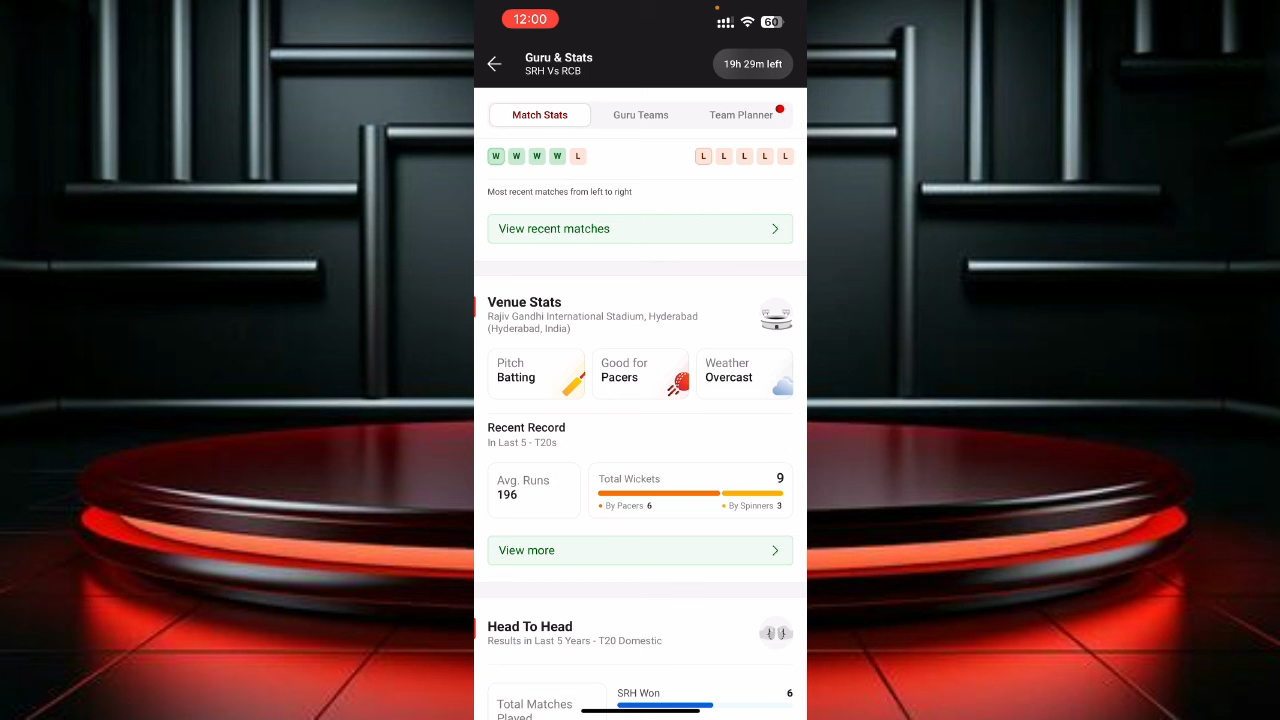 12:00
60
Guru & Stats
SRH Vs RCB
19h 29m left
Match Stats
Guru Teams
Team Planner
W W W W L
L L L L L
Most recent matches from left to right
View recent matches
Venue Stats
Rajiv Gandhi International Stadium, Hyderabad
(Hyderabad, India)
Pitch
Batting
Good for
Pacers
Weather
Overcast
Recent Record
In Last 5 - T20s
Avg. Runs
196
Total Wickets 9
By Pacers 6
By Spinners 3
View more
Head To Head
Results in Last 5 Years - T20 Domestic
Total Matches
Played
SRH Won 6